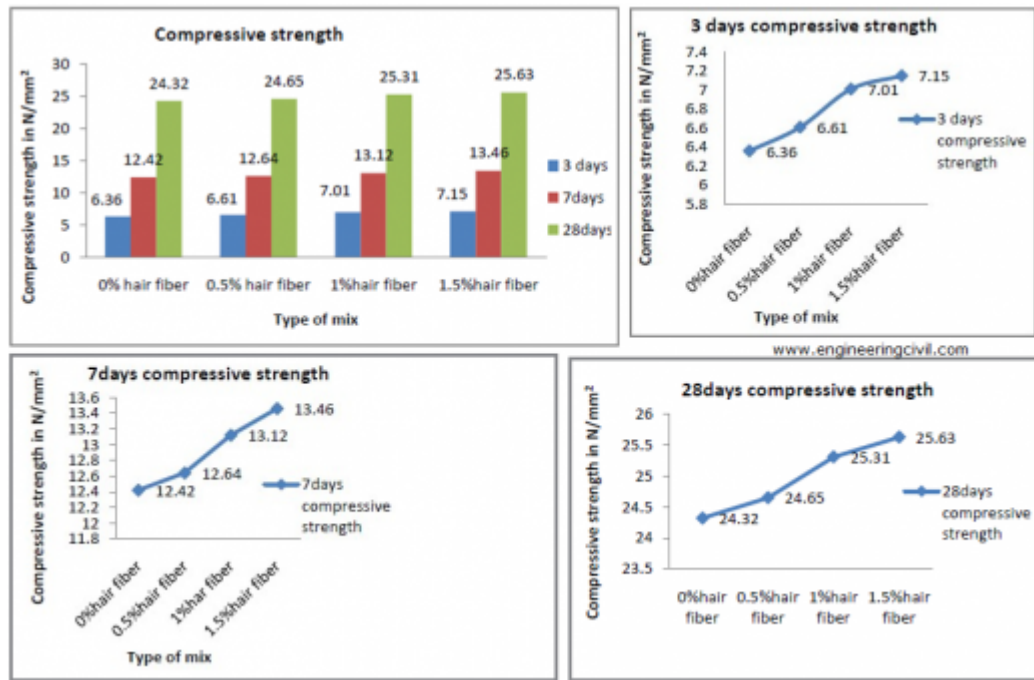 Compressive strength
Compressive strength in N/mm²
30
25
20
15
10
5
0
24.32
24.65
25.31
25.63
12.42
12.64
13.12
13.46
6.36
6.61
7.01
7.15
3 days
7days
28days
0% hair fiber
0.5% hair fiber
1%hair fiber
1.5%hair fiber
Type of mix
3 days compressive strength
Compressive strength in N/mm²
7.4
7.2
7
6.8
6.6
6.4
6.2
6
5.8
7.15
7.01
6.61
6.36
3 days
compressive
strength
0%hair fiber
0.5%hair fiber
1%hair fiber
1.5%hair fiber
Type of mix
www.engineeringcivil.com
7days compressive strength
Compressive strength in N/mm²
13.6
13.4
13.2
13
12.8
12.6
12.4
12.2
12
11.8
13.46
13.12
12.64
12.42
7days
compressive
strength
0%hair fiber
0.5%hair fiber
1%har fiber
1.5%hair fiber
Type of mix
28days compressive strength
Compressive strength in N/mm²
26
25.5
25
24.5
24
23.5
25.63
25.31
24.65
24.32
28days
compressive
strength
0%hair
fiber
0.5%hair
fiber
1%hair
fiber
1.5%hair
fiber